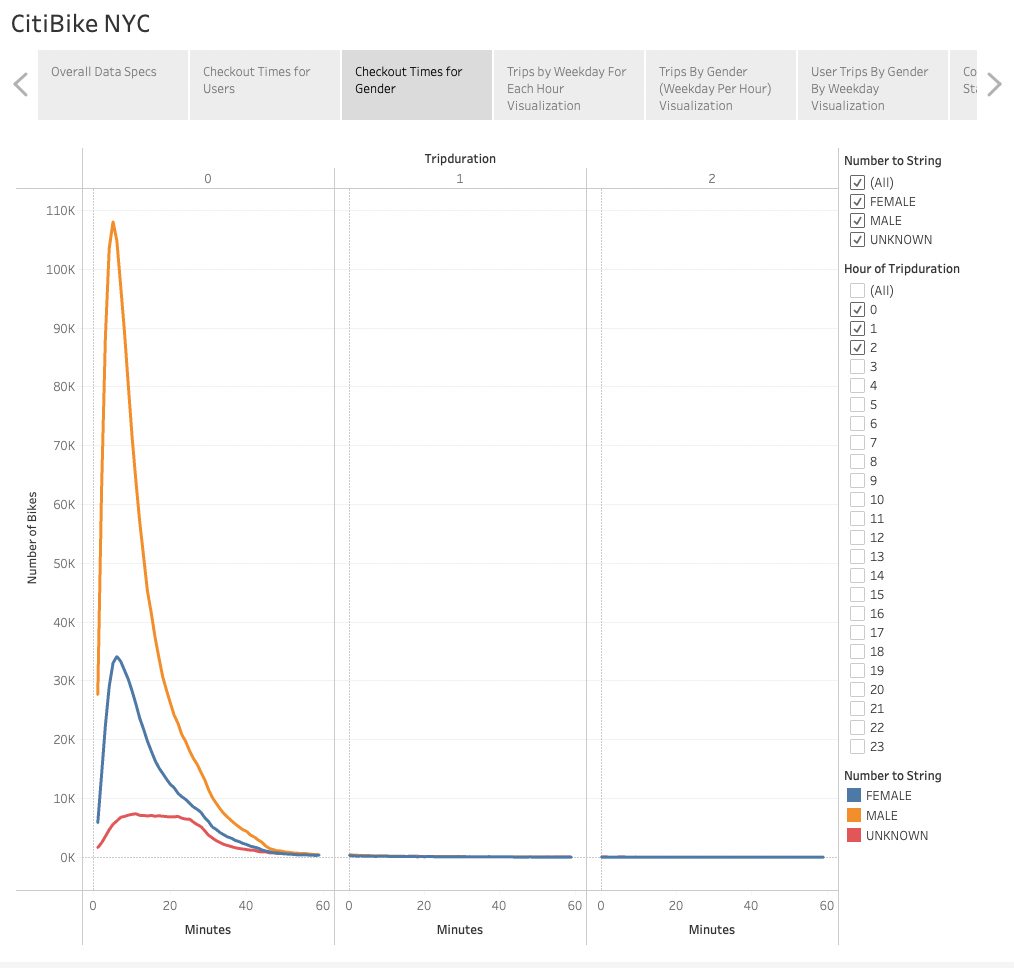 CitiBike NYC
Overall Data Specs
Checkout Times for
Users
Checkout Times for
Gender
Trips by Weekday For
Each Hour
Visualization
Trips By Gender
(Weekday Per Hour)
Visualization
User Trips By Gender
By Weekday
Visualization
Co
Sta
Tripduration
0
1
2
110K
100K
90K
80K
70K
60K
50K
40K
30K
20K
10K
0K
Number of Bikes
0 20 40 60
0 20 40 60
0 20 40 60
Minutes
Minutes
Minutes
Number to String
(All)
FEMALE
MALE
UNKNOWN
Hour of Tripduration
(All)
0
1
2
3
4
5
6
7
8
9
10
11
12
13
14
15
16
17
18
19
20
21
22
23
Number to String
FEMALE
MALE
UNKNOWN